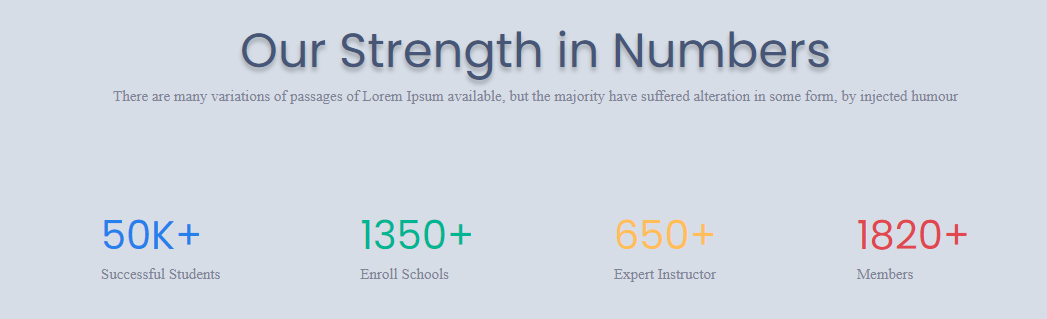 Our Strength in Numbers
There are many variations of passages of Lorem Ipsum available, but the majority have suffered alteration in some form, by injected humour
50K+ 1350+ 650+ 1820+
Successful Students Enroll Schools Expert Instructor Members